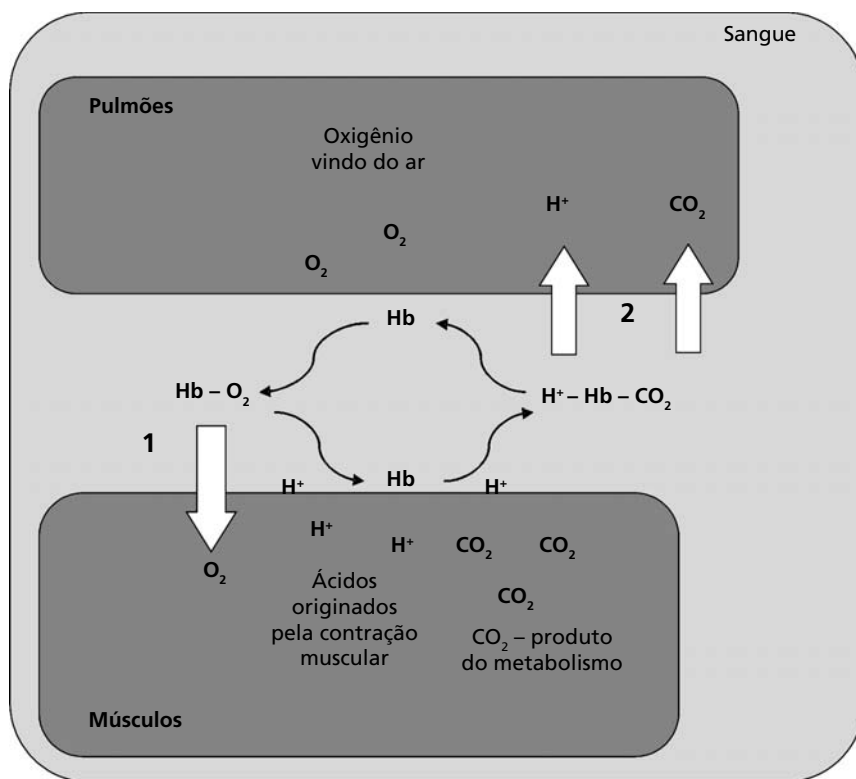 Sangue
Pulmões
Oxigênio
vindo do ar
H⁺
CO₂
O₂
O₂
Hb
2
Hb – O₂
H⁺ – Hb – CO₂
1
H⁺
Hb
H⁺
H⁺
H⁺
CO₂
CO₂
O₂
CO₂
Ácidos
originados
pela contração
muscular
CO₂ – produto
do metabolismo
Músculos